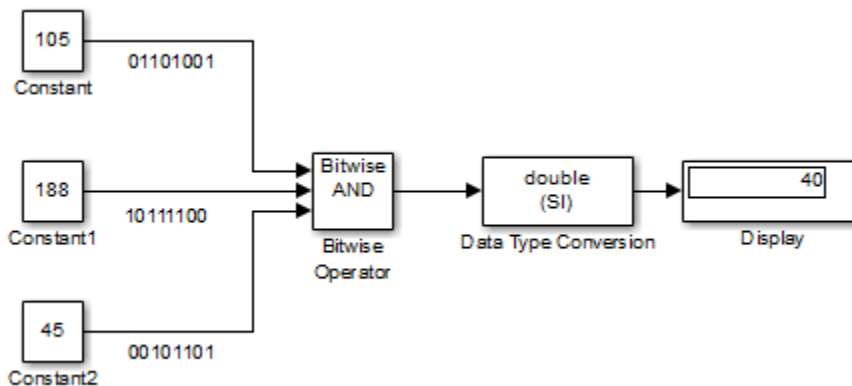 105
01101001
Constant
188
10111100
Constant1
Bitwise
AND
Bitwise
Operator
double
(SI)
Data Type Conversion
40
Display
45
00101101
Constant2